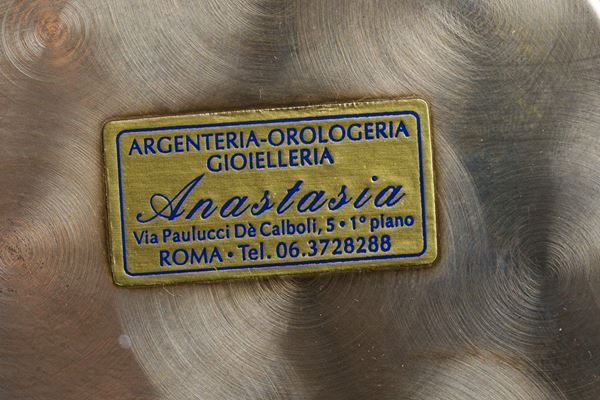 ARGENTERIA-OROLOGERIA
GIOIELLERIA
Anastasia
Via Paulucci Dè Calboli, 5 • 1° piano
ROMA • Tel. 06.3728288